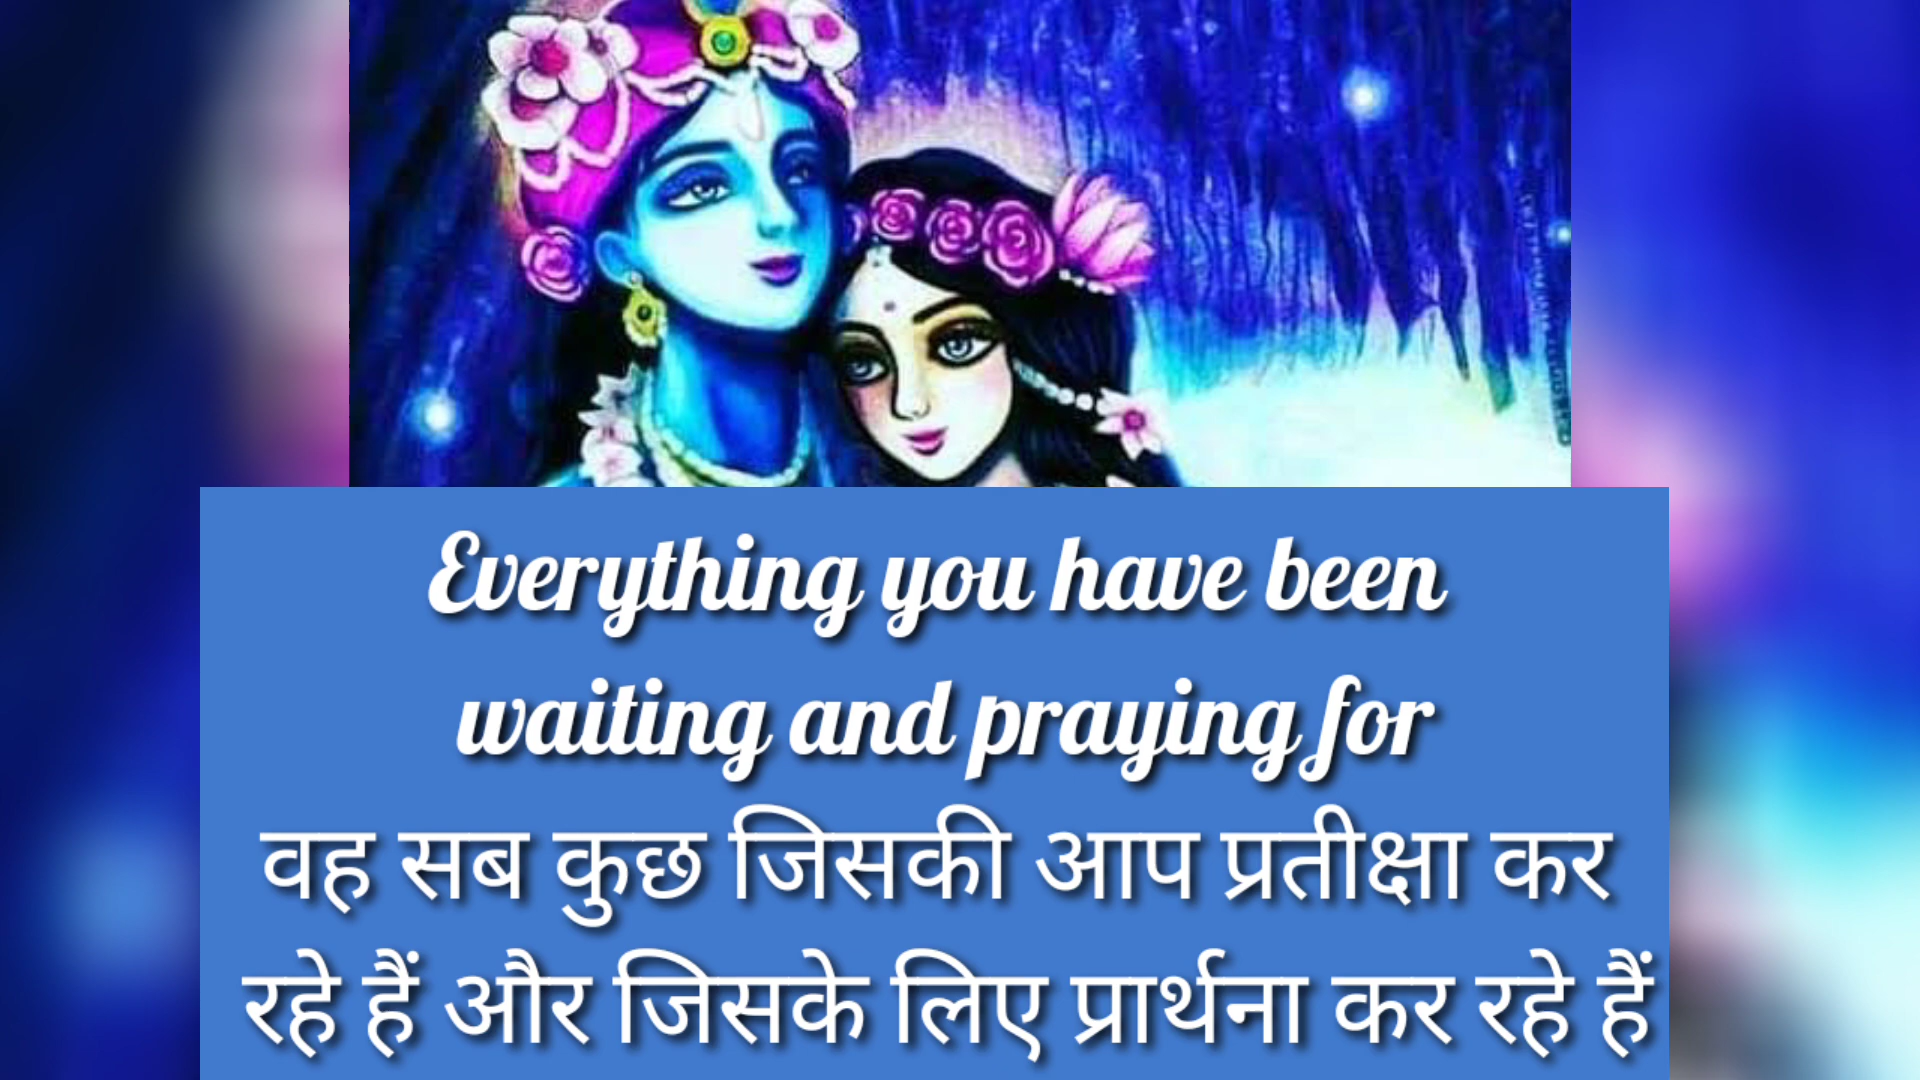 Everything you have been
waiting and praying for
वह सब कुछ जिसकी आप प्रतीक्षा कर
रहे हैं और जिसके लिए प्रार्थना कर रहे हैं